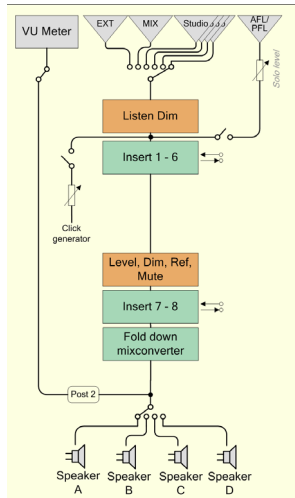 VU Meter
EXT
MIX
Studio
AFL/
PFL
Solo level
Listen Dim
Insert 1 - 6
Click
generator
Level, Dim, Ref,
Mute
Insert 7 - 8
Fold down
mixconverter
Post 2
Speaker
A
Speaker
B
Speaker
C
Speaker
D